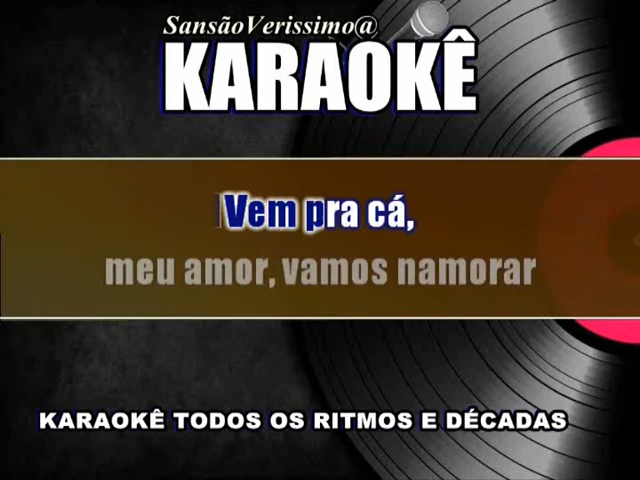 SansãoVerissimo@
KARAOKÊ
Vem pra cá,
meu amor, vamos namorar
KARAOKÊ TODOS OS RITMOS E DÉCADAS